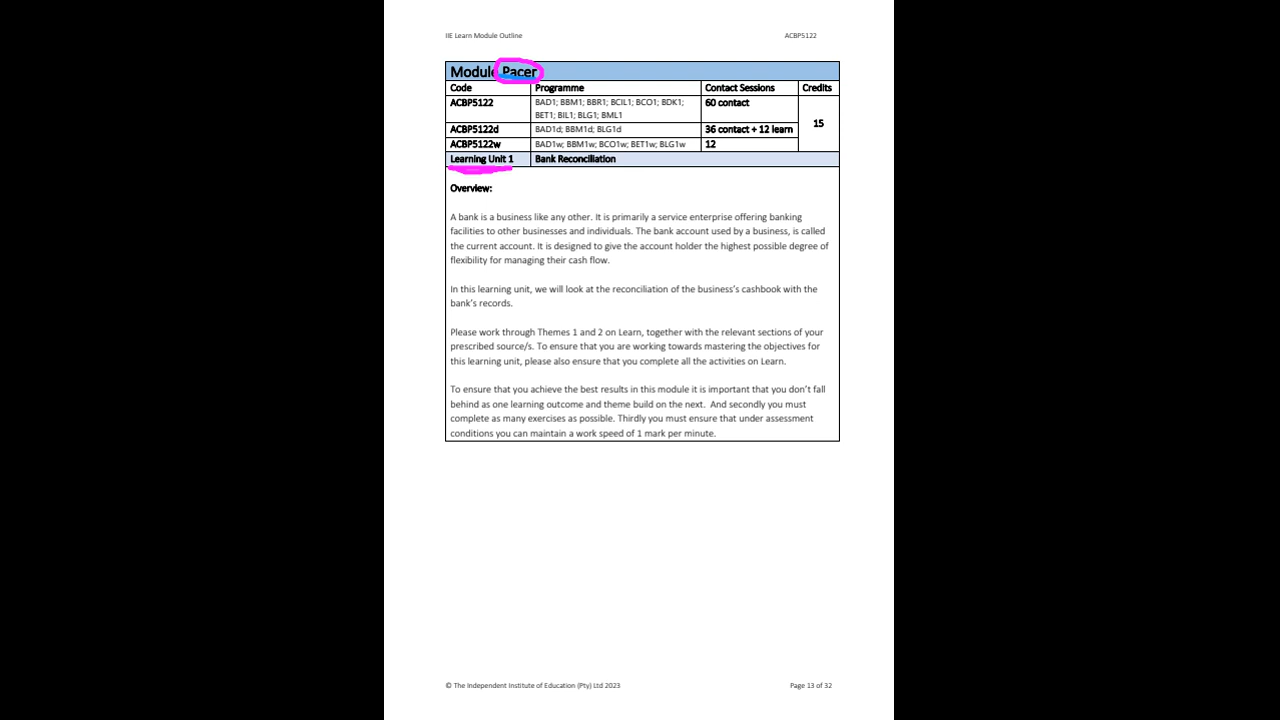 IIE Learn Module Outline ACBP5122
Module Pacer
Code Programme Contact Sessions Credits
ACBP5122 BAD1; BBM1; BBR1; BCIL1; BCO1; BDK1; 60 contact
BET1; BIL1; BLG1; BML1
15
ACBP5122d BAD1d; BBM1d; BLG1d 36 contact + 12 learn
ACBP5122w BAD1w; BBM1w; BCO1w; BET1w; BLG1w 12
Learning Unit 1 Bank Reconciliation
Overview:
A bank is a business like any other. It is primarily a service enterprise offering banking
facilities to other businesses and individuals. The bank account used by a business, is called
the current account. It is designed to give the account holder the highest possible degree of
flexibility for managing their cash flow.
In this learning unit, we will look at the reconciliation of the business's cashbook with the
bank's records.
Please work through Themes 1 and 2 on Learn, together with the relevant sections of your
prescribed source/s. To ensure that you are working towards mastering the objectives for
this learning unit, please also ensure that you complete all the activities on Learn.
To ensure that you achieve the best results in this module it is important that you don't fall
behind as one learning outcome and theme build on the next. And secondly you must
complete as many exercises as possible. Thirdly you must ensure that under assessment
conditions you can maintain a work speed of 1 mark per minute.
© The Independent Institute of Education (Pty) Ltd 2023 Page 13 of 32